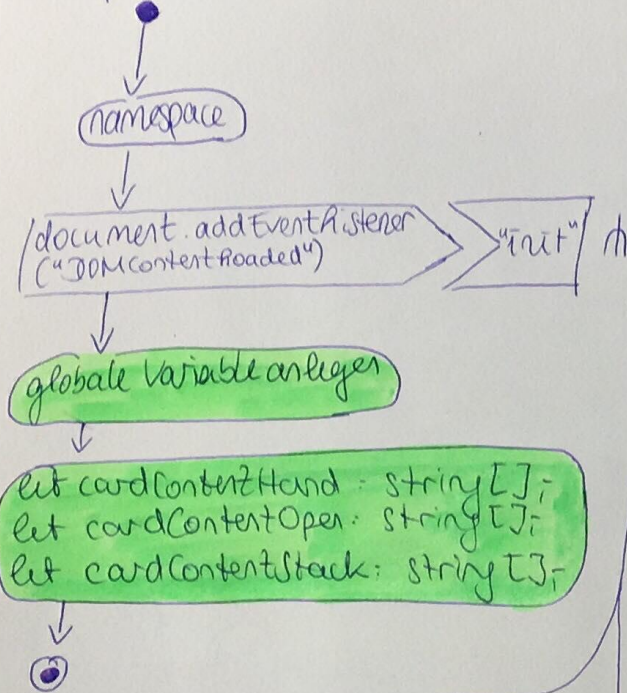 namespace
document.addEventListener
("DOMContentLoaded")
"init"
globale Variable anlegen
let cardContentHand : string[];
let cardContentOpen: string[];
let cardContentStack: string[];